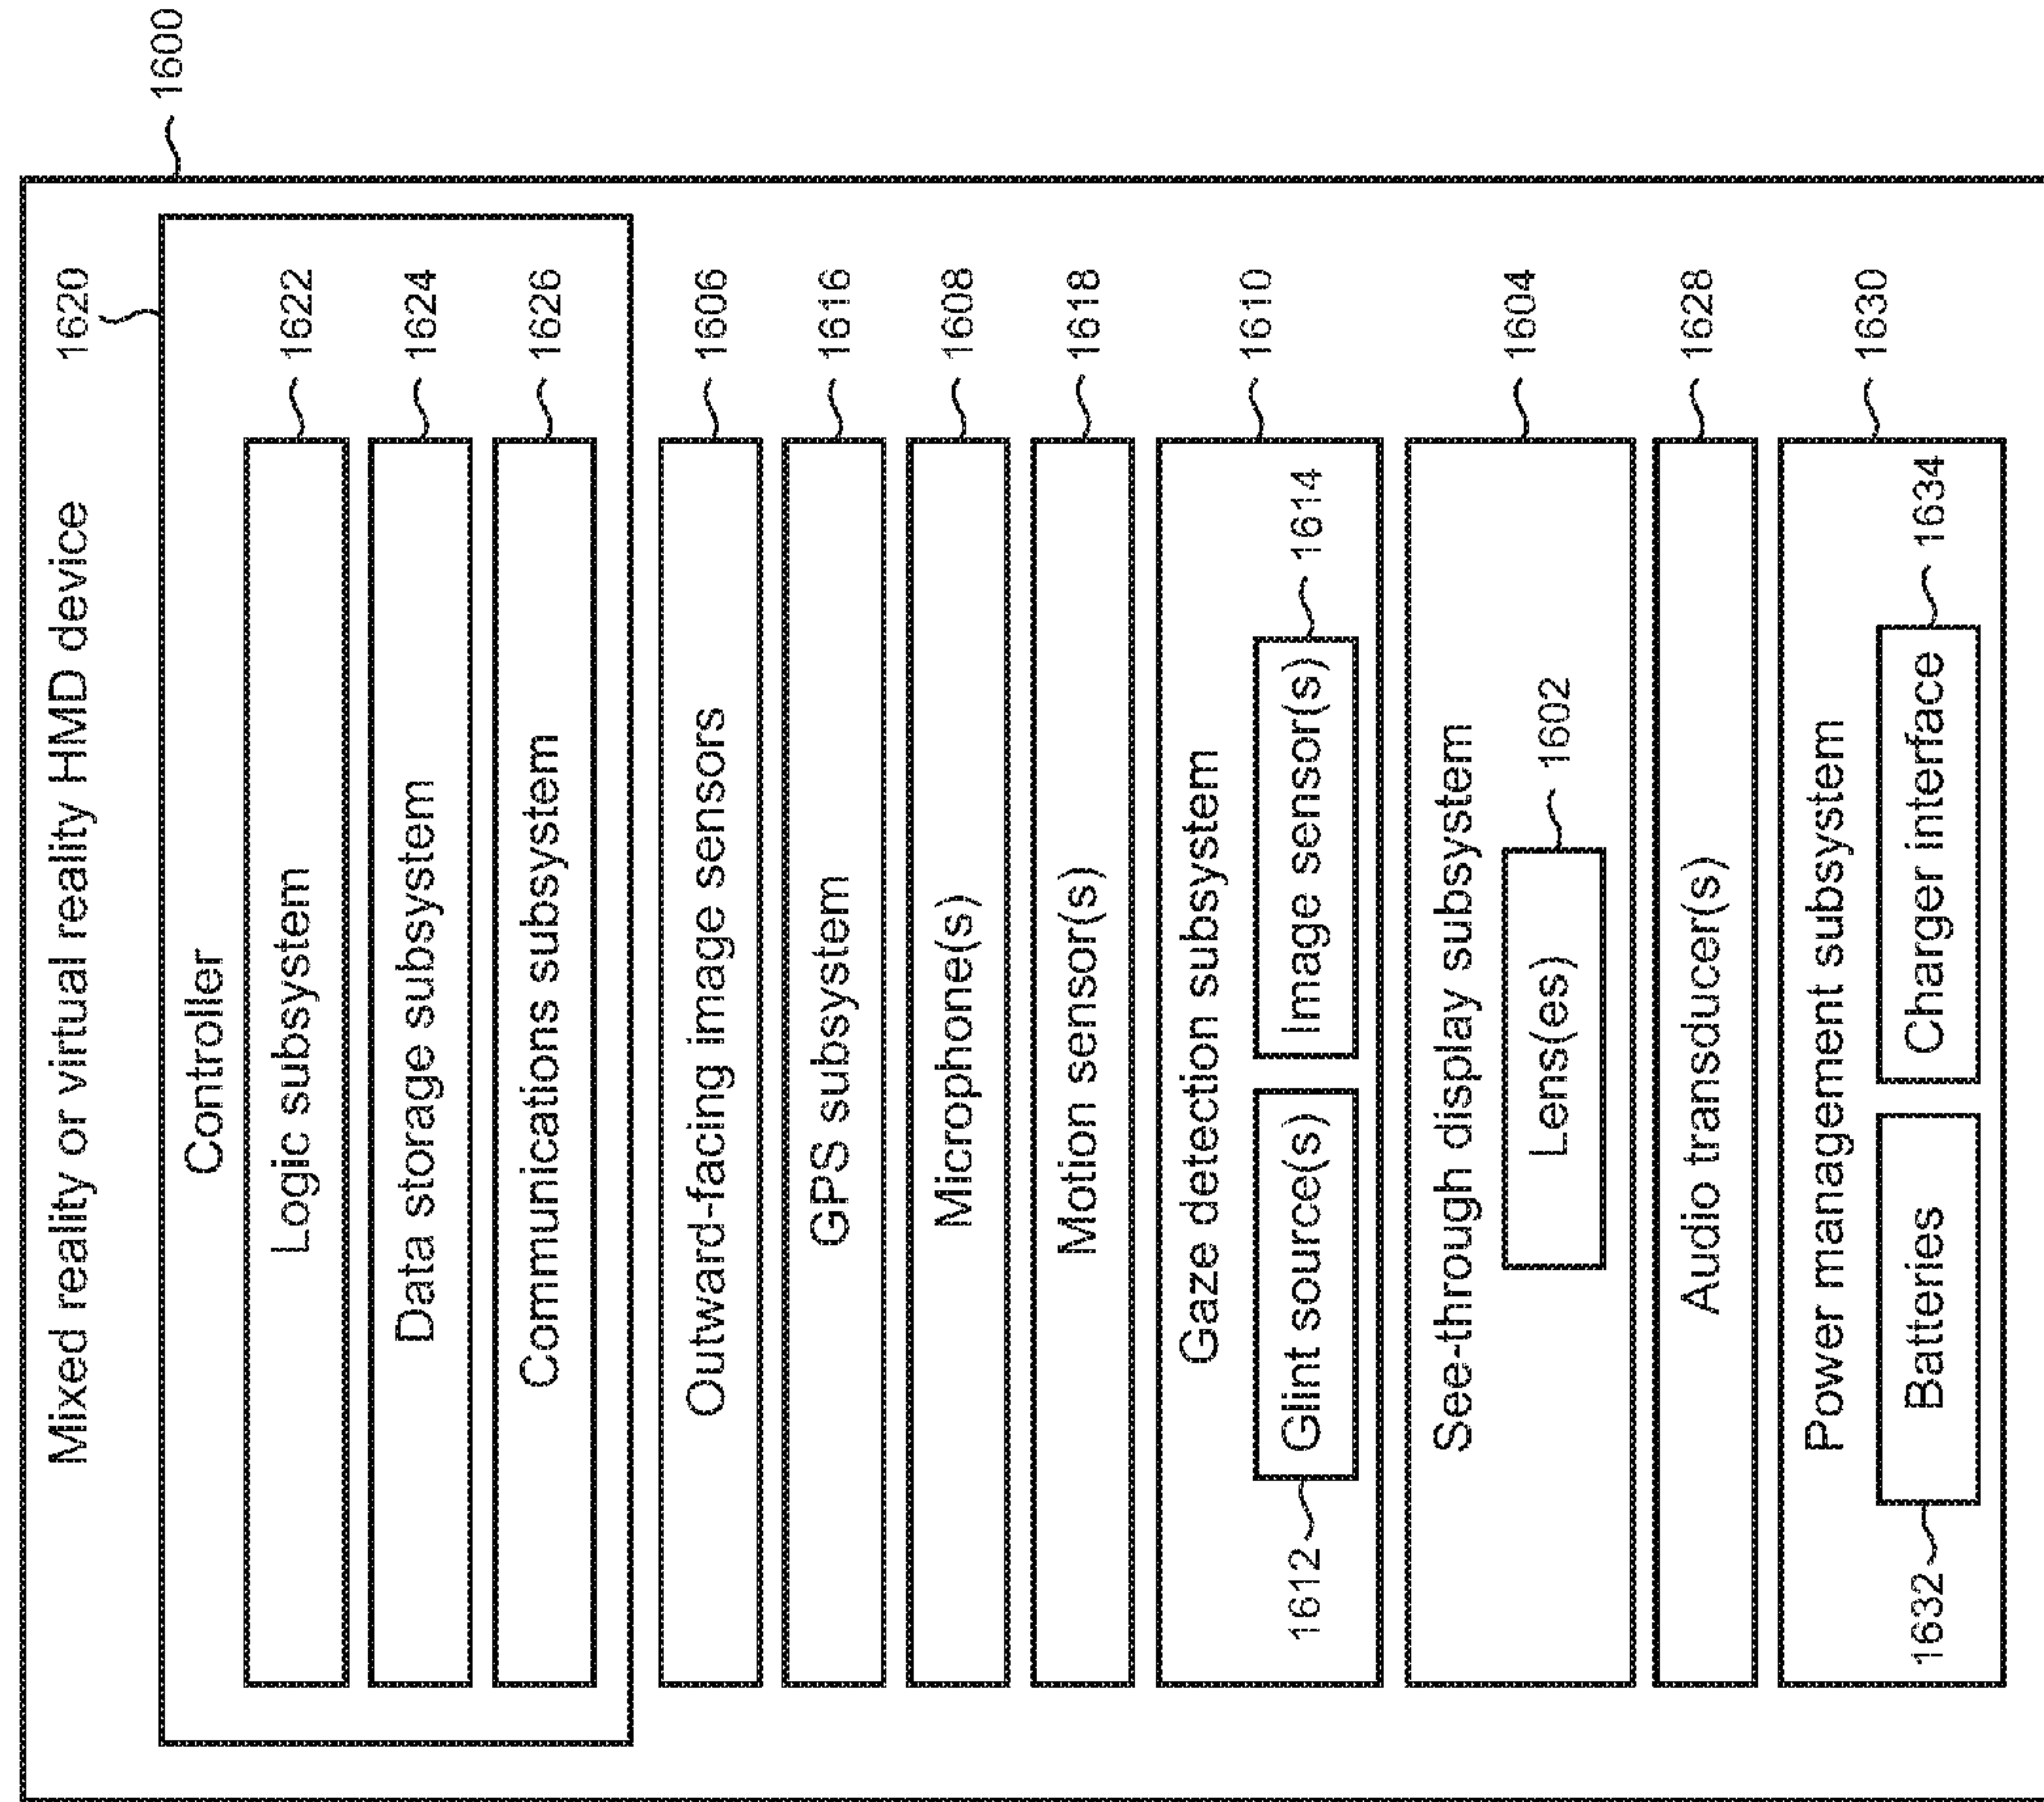 Mixed reality or virtual reality HMD device
1600
1620
Controller
Logic subsystem
1622
Data storage subsystem
1624
Communications subsystem
1626
Outward-facing image sensors
1606
GPS subsystem
1616
Microphone(s)
1608
Motion sensor(s)
1618
Gaze detection subsystem
1610
1612
Glint source(s)
Image sensor(s)
1614
See-through display subsystem
1604
Lens(es)
1602
Audio transducer(s)
1628
Power management subsystem
1630
1632
Batteries
Charger interface
1634